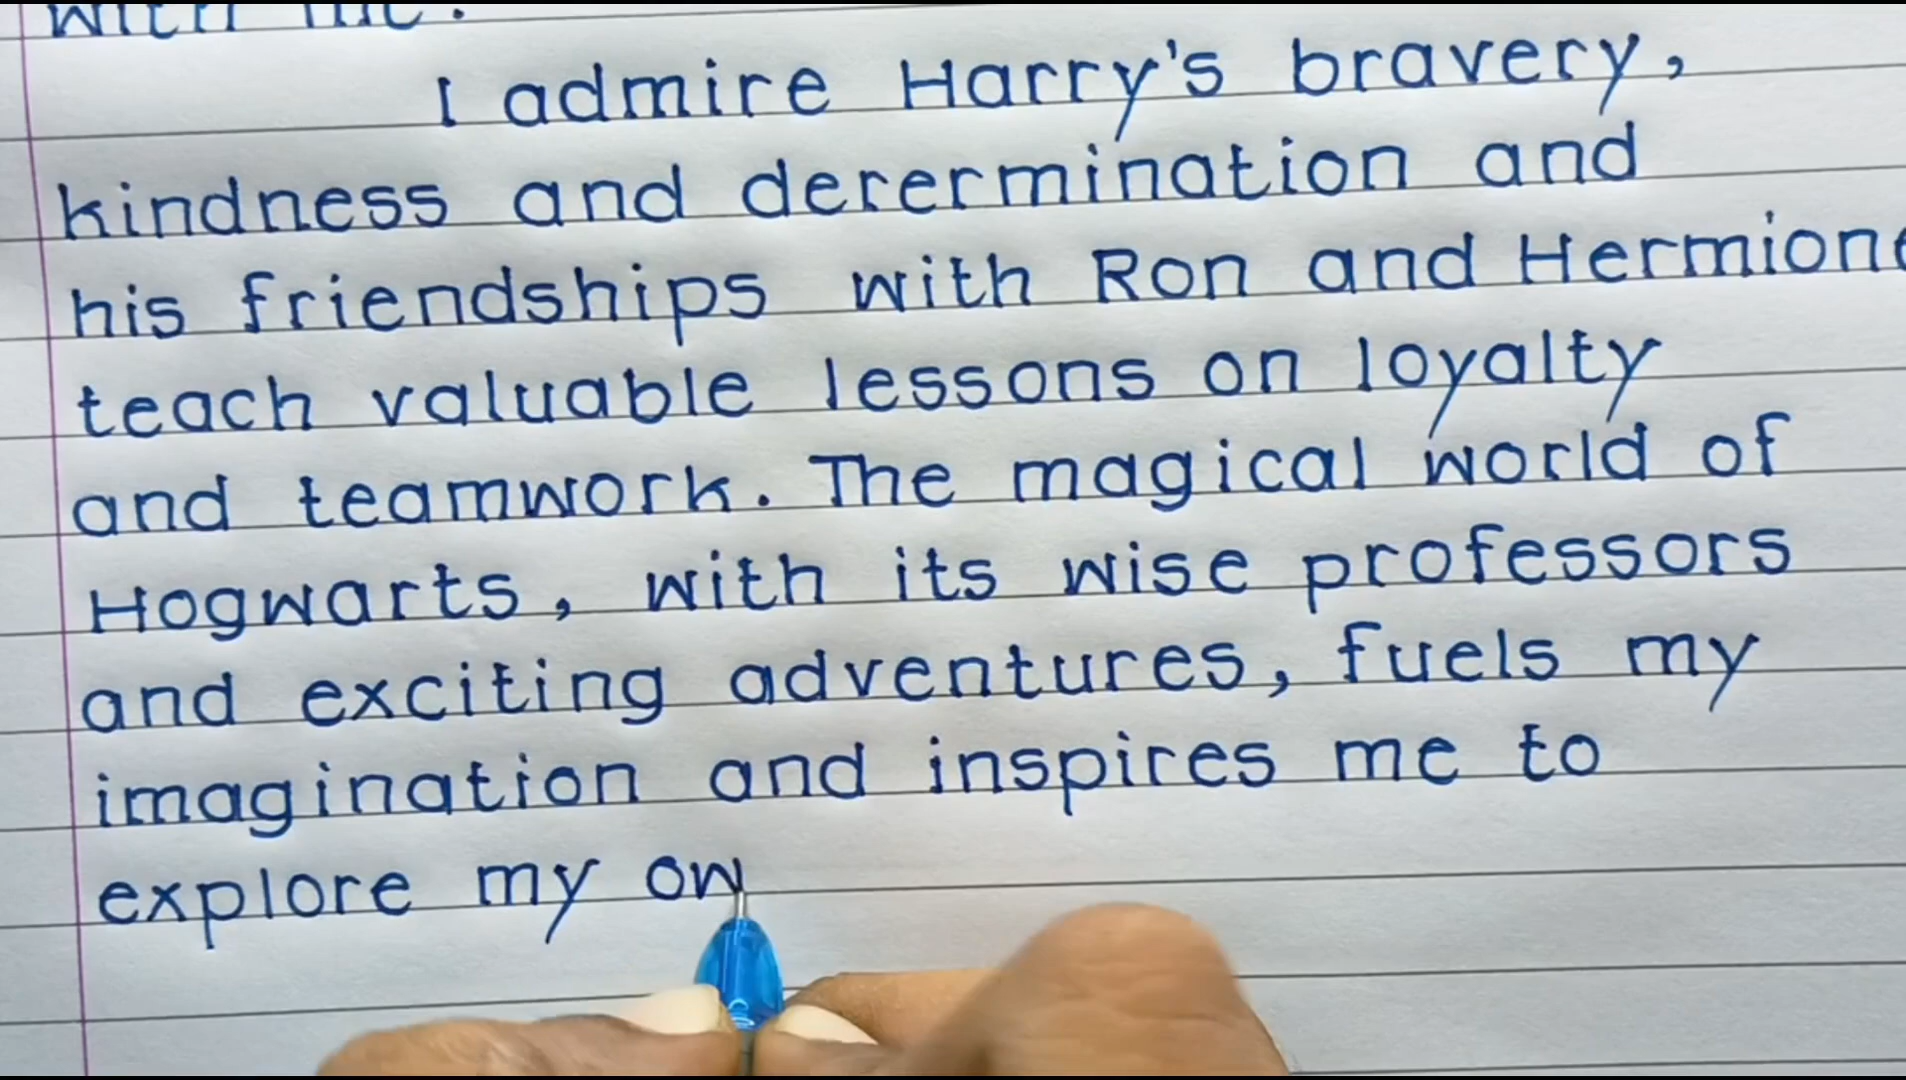 I admire Harry's bravery,
kindness and derermination and
his friendships with Ron and Hermione
teach valuable lessons on loyalty
and teamwork. The magical world of
Hogwarts, with its wise professors
and exciting adventures, fuels my
imagination and inspires me to
explore my ow